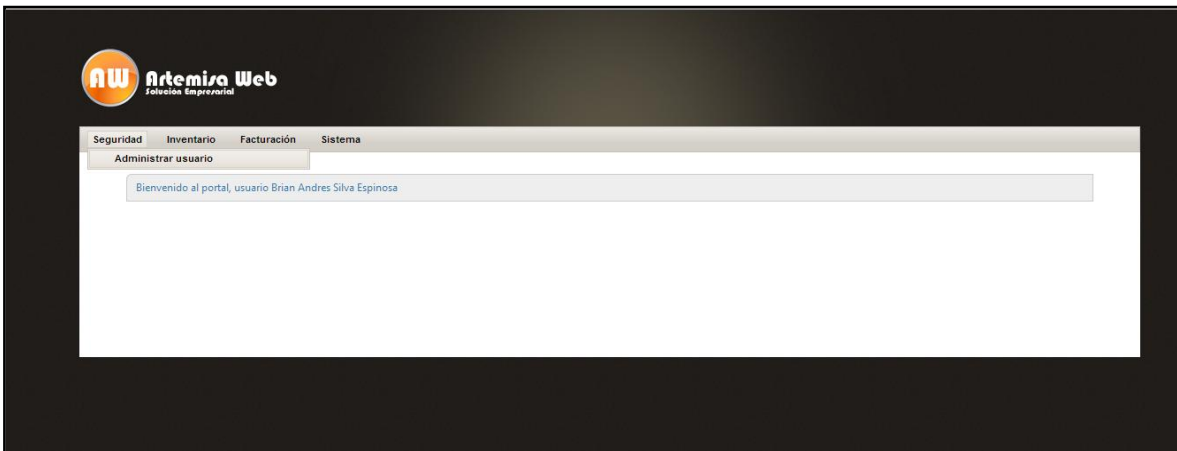 AW Artemisa Web
Solución Empresarial
Seguridad Inventario Facturación Sistema
Administrar usuario
Bienvenido al portal, usuario Brian Andres Silva Espinosa